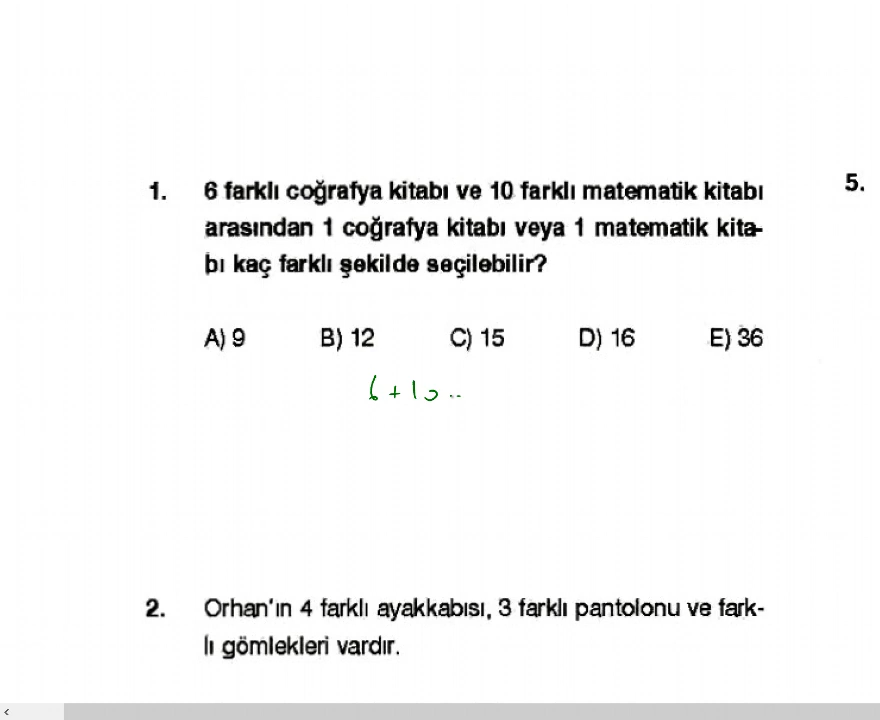 1. 6 farklı coğrafya kitabı ve 10 farklı matematik kitabı
arasından 1 coğrafya kitabı veya 1 matematik kita-
bı kaç farklı şekilde seçilebilir?
A) 9 B) 12 C) 15 D) 16 E) 36
6 + 10 ..
2. Orhan'ın 4 farklı ayakkabısı, 3 farklı pantolonu ve fark-
lı gömlekleri vardır.
5.